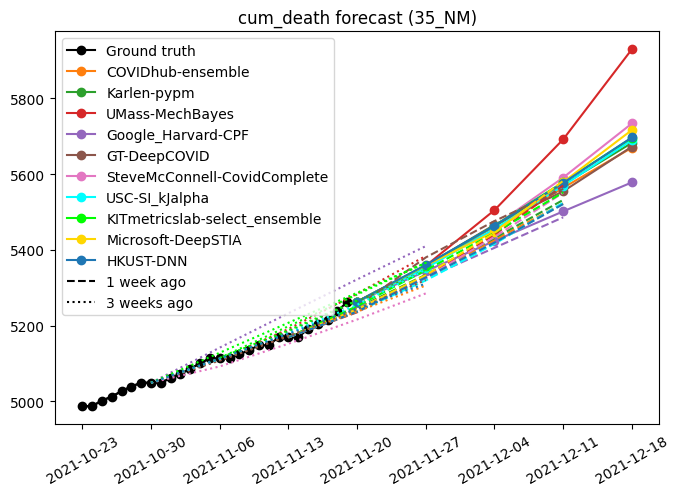 cum_death forecast (35_NM)
Ground truth
COVIDhub-ensemble
Karlen-pypm
UMass-MechBayes
Google_Harvard-CPF
GT-DeepCOVID
SteveMcConnell-CovidComplete
USC-SI_kJalpha
KITmetricslab-select_ensemble
Microsoft-DeepSTIA
HKUST-DNN
1 week ago
3 weeks ago
5800
5600
5400
5200
5000
2021-10-23
2021-10-30
2021-11-06
2021-11-13
2021-11-20
2021-11-27
2021-12-04
2021-12-11
2021-12-18